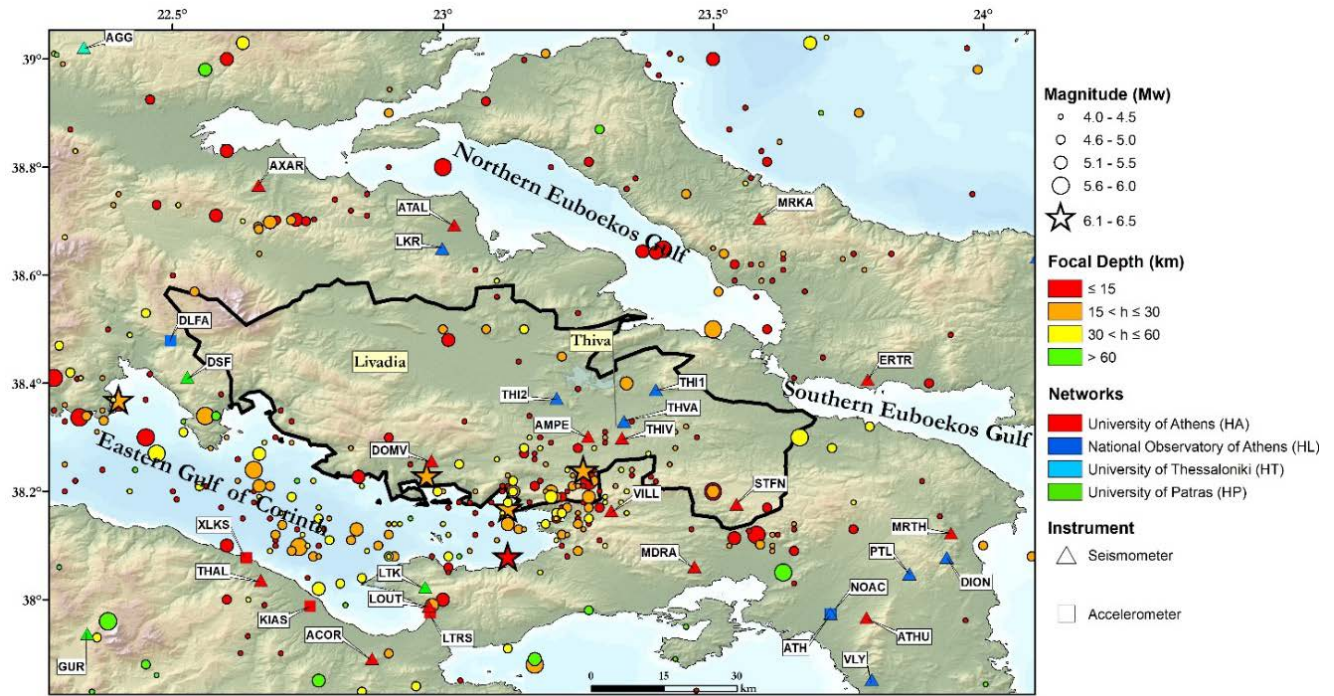 22.5° 23° 23.5° 24°
AGG
39°
Magnitude (Mw)
4.0 - 4.5
4.6 - 5.0
5.1 - 5.5
5.6 - 6.0
6.1 - 6.5
38.8°
AXAR
Northern Euboekos Golf
ATAL
LKR
MRKA
38.6°
Focal Depth (km)
≤ 15
15 < h ≤ 30
30 < h ≤ 60
> 60
DLFA
DSF
Livadia
Thiva
ERTR
38.4°
THI2
THI1
THVA
AMPE
THIV
Southern Euboekos Golf
Networks
University of Athens (HA)
National Observatory of Athens (HL)
University of Thessaloniki (HT)
University of Patras (HP)
Eastern Gulf of Corinth
DOMV
38.2°
VILL
STFN
XLKS
MRTH
Instrument
Seismometer
Accelerometer
THAL
LTK
MDRA
PTL
DION
38°
KIAS
LOUT
NOAC
ACOR
LTRS
ATH
ATHU
GUR
VLY
0 15 30
km